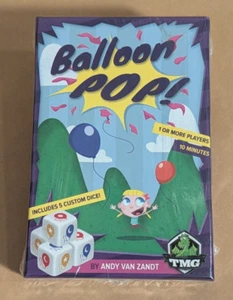 Balloon
POP!
1 OR MORE PLAYERS
10 MINUTES
INCLUDES 5 CUSTOM DICE!
TMG
BY ANDY VAN ZANDT